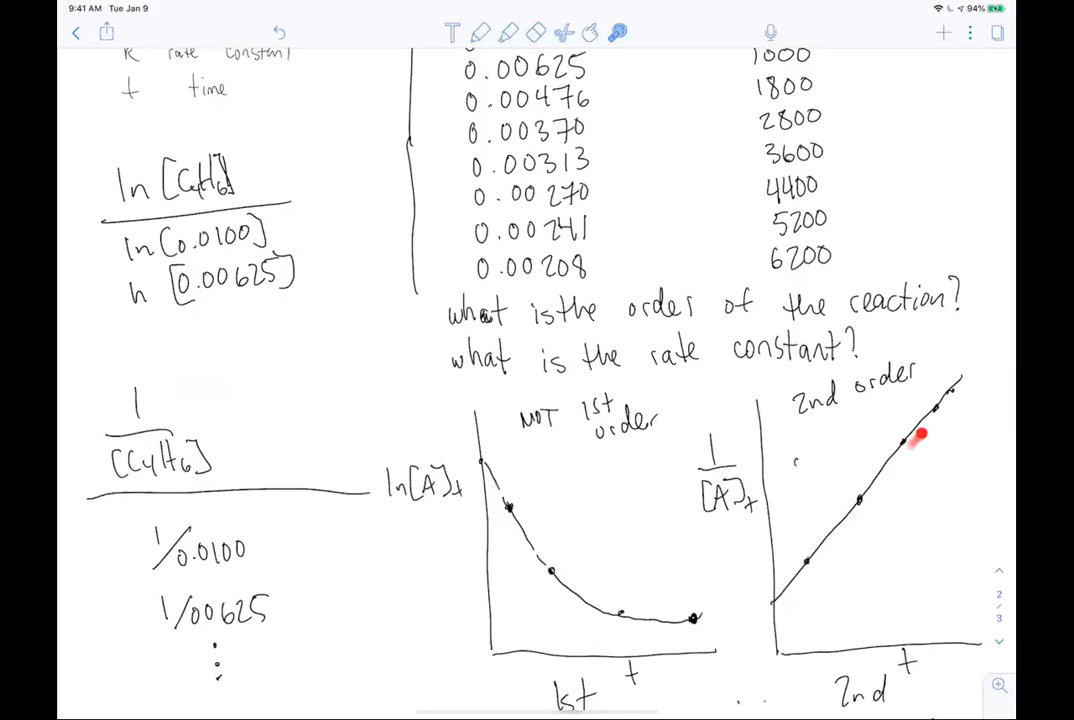 9:41 AM Tue Jan 9
94%
K rate constant
t time
ln [C4H6]
ln [0.0100]
n [0.00625]
1
[C4H6]
1/0.0100
1/00625
0.00625 1000
0.00476 1800
0.00370 2800
0.00313 3600
0.00270 4400
0.00241 5200
0.00208 6200
what is the order of the reaction?
what is the rate constant?
NOT 1st
order
ln[A]t
t
1st
2nd order
1
[A]t
t
2nd
2
/
3